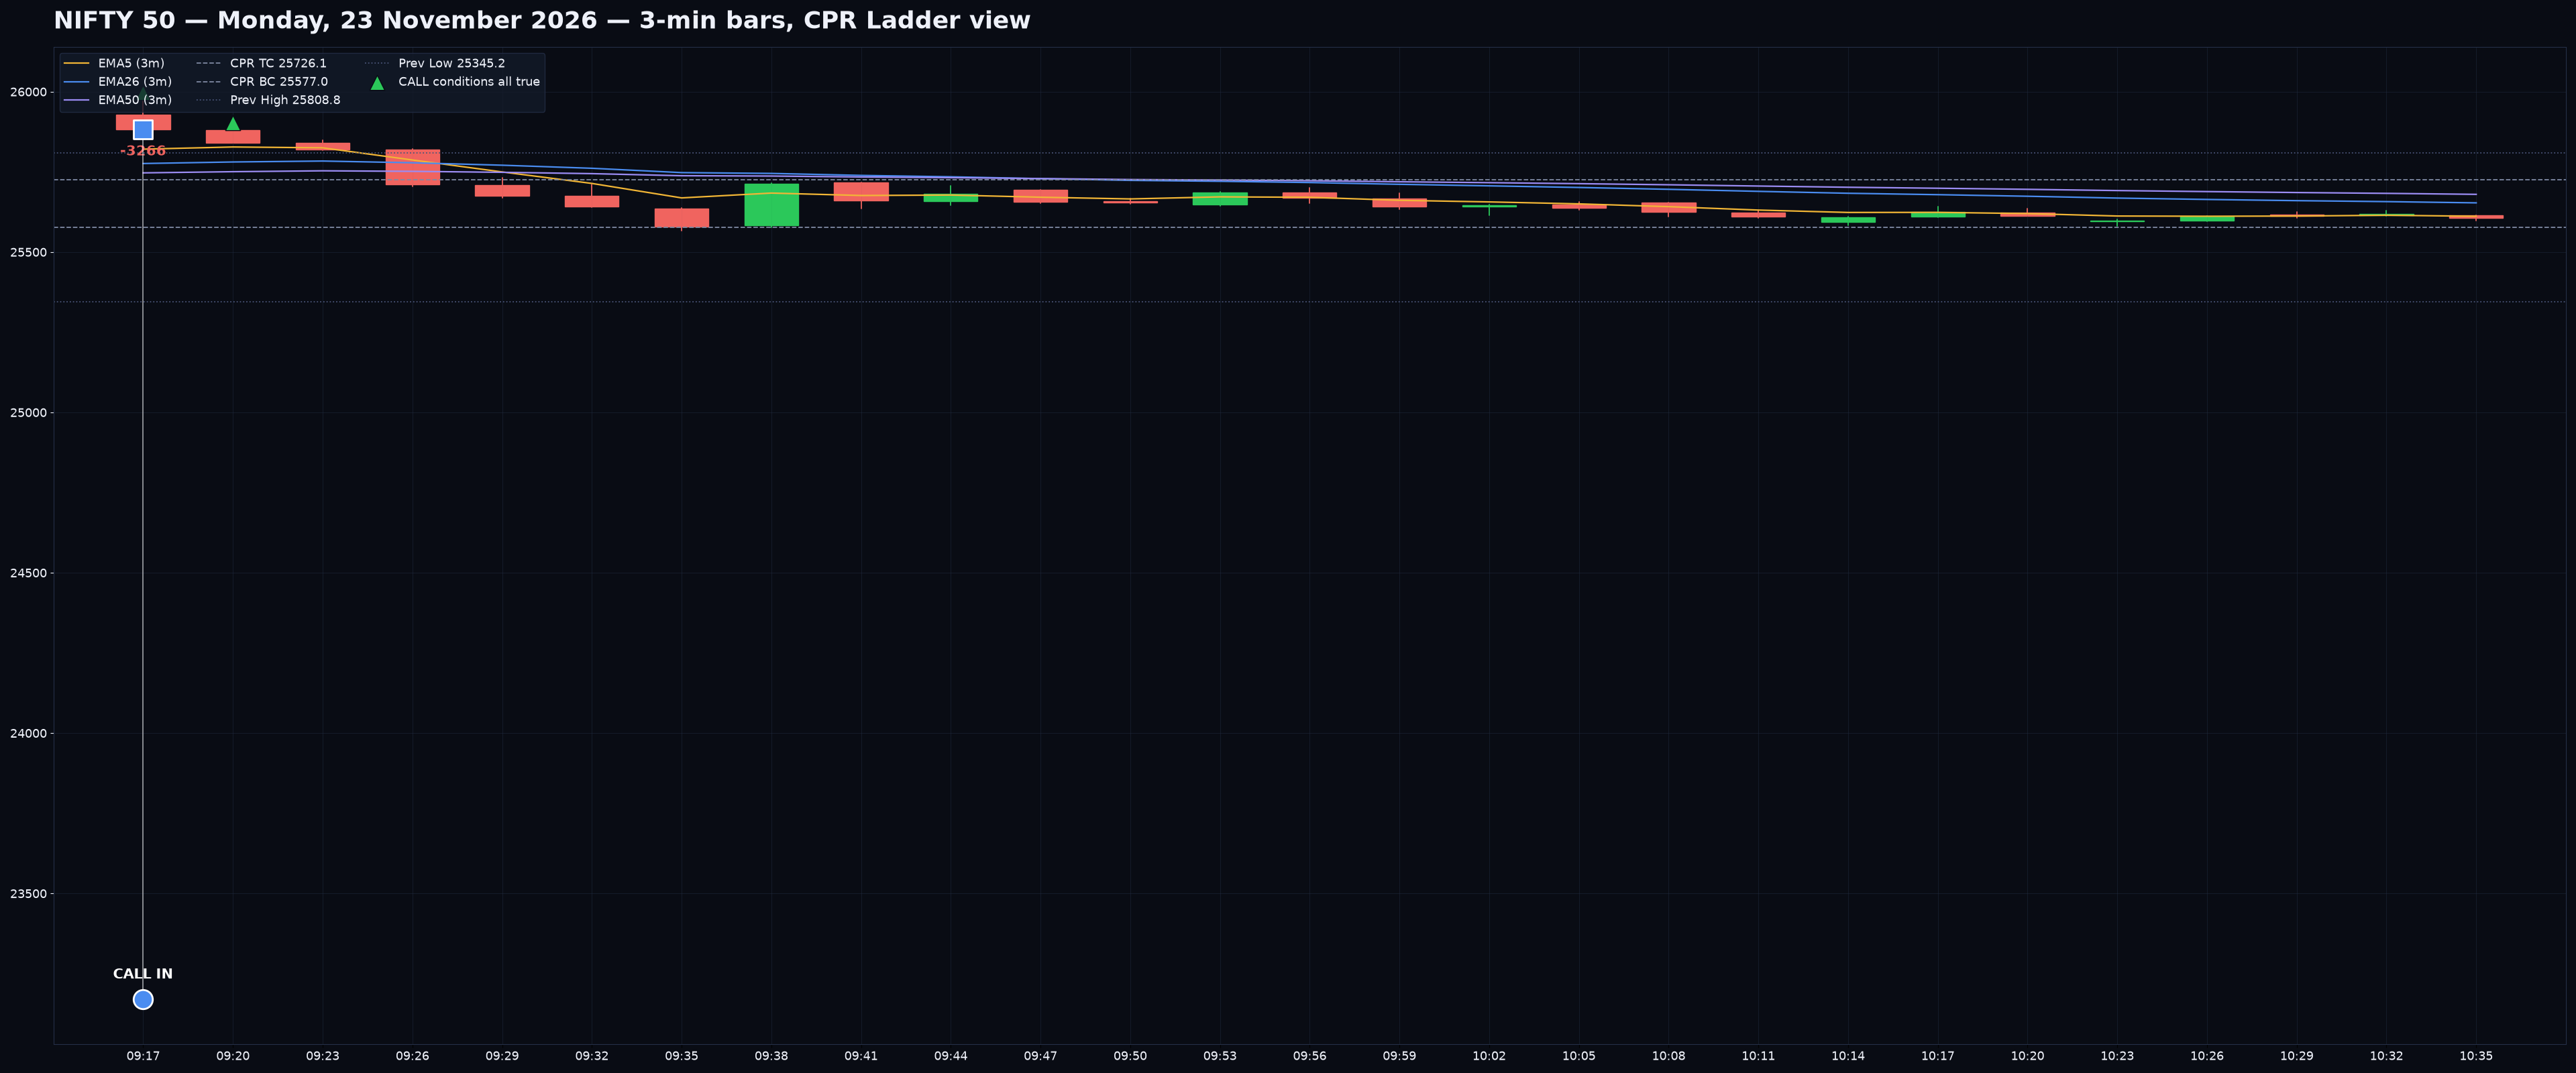 NIFTY 50 — Monday, 23 November 2026 — 3-min bars, CPR Ladder view
EMA5 (3m)
EMA26 (3m)
EMA50 (3m)
CPR TC 25726.1
CPR BC 25577.0
Prev High 25808.8
Prev Low 25345.2
CALL conditions all true
26000
25500
25000
24500
24000
23500
-3266
CALL IN
09:17 09:20 09:23 09:26 09:29 09:32 09:35 09:38 09:41 09:44 09:47 09:50 09:53 09:56 09:59 10:02 10:05 10:08 10:11 10:14 10:17 10:20 10:23 10:26 10:29 10:32 10:35